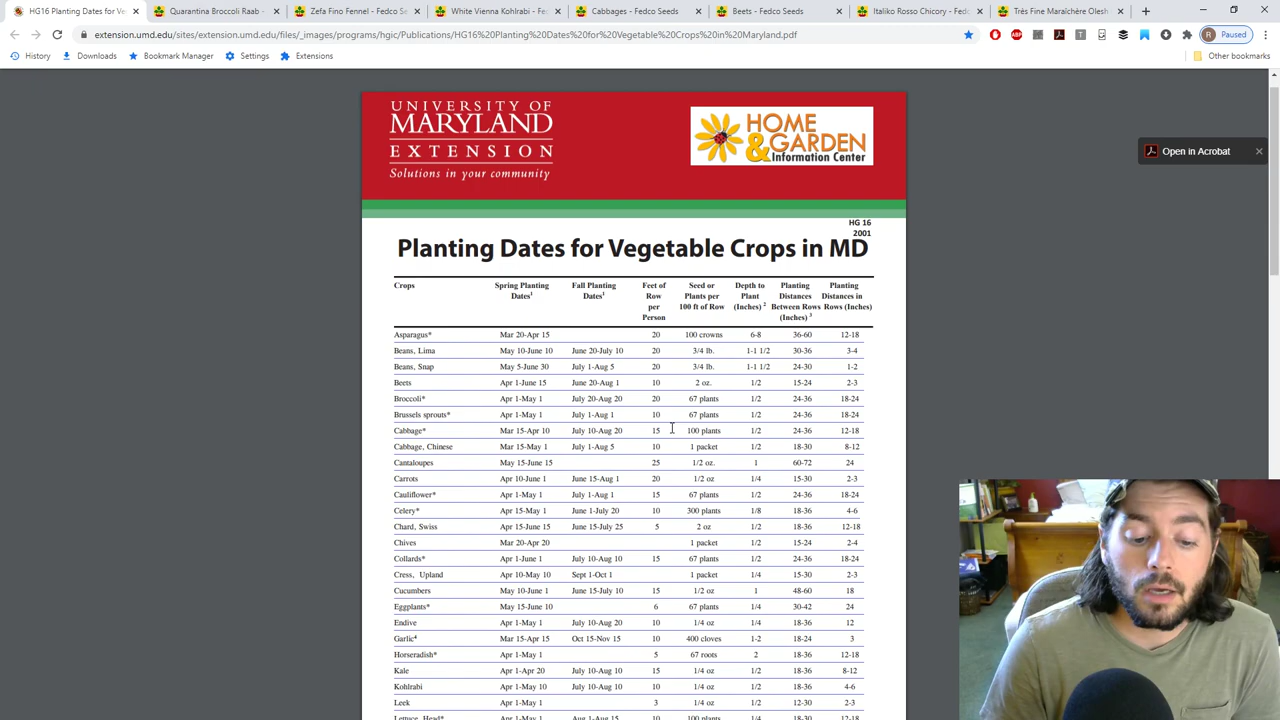 HG16 Planting Dates for Ve
Quarantina Broccoli Raab -
Zefa Fino Fennel - Fedco Se
White Vienna Kohlrabi - Fe
Cabbages - Fedco Seeds
Beets - Fedco Seeds
Italiko Rosso Chicory - Fedc
Très Fine Maraîchère Olesh
extension.umd.edu/sites/extension.umd.edu/files/_images/programs/hgic/Publications/HG16%20Planting%20Dates%20for%20Vegetable%20Crops%20in%20Maryland.pdf
R Paused
History Downloads Bookmark Manager Settings Extensions Other bookmarks
UNIVERSITY OF
MARYLAND
EXTENSION
Solutions in your community
HOME
& GARDEN
Information Center
Open in Acrobat
HG 16
2001
Planting Dates for Vegetable Crops in MD
Crops Spring Planting Dates1 Fall Planting Dates1 Feet of Row per Person Seed or Plants per 100 ft of Row Depth to Plant (Inches) 2 Planting Distances Between Rows (Inches) 3 Planting Distances in Rows (Inches)
Asparagus* Mar 20-Apr 15 20 100 crowns 6-8 36-60 12-18
Beans, Lima May 10-June 10 June 20-July 10 20 3/4 lb. 1-1 1/2 30-36 3-4
Beans, Snap May 5-June 30 July 1-Aug 5 20 3/4 lb. 1-1 1/2 24-30 1-2
Beets Apr 1-June 15 June 20-Aug 1 10 2 oz. 1/2 15-24 2-3
Broccoli* Apr 1-May 1 July 20-Aug 20 20 67 plants 1/2 24-36 18-24
Brussels sprouts* Apr 1-May 1 July 1-Aug 1 10 67 plants 1/2 24-36 18-24
Cabbage* Mar 15-Apr 10 July 10-Aug 20 15 100 plants 1/2 24-36 12-18
Cabbage, Chinese Mar 15-May 1 July 1-Aug 5 10 1 packet 1/2 18-30 8-12
Cantaloupes May 15-June 15 25 1/2 oz. 1 60-72 24
Carrots Apr 10-June 1 June 15-Aug 1 20 1/2 oz 1/4 15-30 2-3
Cauliflower* Apr 1-May 1 July 1-Aug 1 15 67 plants 1/2 24-36 18-24
Celery* Apr 15-May 1 June 1-July 20 10 300 plants 1/8 18-36 4-6
Chard, Swiss Apr 15-June 15 June 15-July 25 5 2 oz 1/2 18-36 12-18
Chives Mar 20-Apr 20 1 packet 1/2 15-24 2-4
Collards* Apr 1-June 1 July 10-Aug 10 15 67 plants 1/2 24-36 18-24
Cress, Upland Apr 10-May 10 Sept 1-Oct 1 1 packet 1/4 15-30 2-3
Cucumbers May 10-June 1 June 15-July 10 15 1/2 oz 1 48-60 18
Eggplants* May 15-June 10 6 67 plants 1/4 30-42 24
Endive Apr 1-May 1 July 10-Aug 20 10 1/4 oz 1/4 18-36 12
Garlic4 Mar 15-Apr 15 Oct 15-Nov 15 10 400 cloves 1-2 18-24 3
Horseradish* Apr 1-May 1 5 67 roots 2 18-36 12-18
Kale Apr 1-Apr 20 July 10-Aug 10 15 1/4 oz 1/2 18-36 8-12
Kohlrabi Apr 1-May 10 July 10-Aug 10 10 1/4 oz 1/2 18-36 4-6
Leek Apr 1-May 1 3 1/4 oz 1/2 12-30 2-3
Lettuce, Head* Apr 1-May 1 Aug 1-Aug 15 10 100 plants 1/4 18-36 12-18